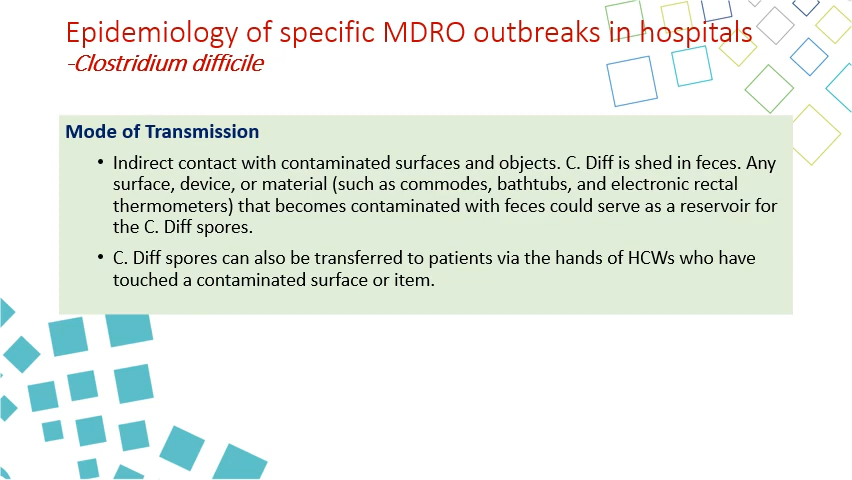 Epidemiology of specific MDRO outbreaks in hospitals
-Clostridium difficile
Mode of Transmission
• Indirect contact with contaminated surfaces and objects. C. Diff is shed in feces. Any
surface, device, or material (such as commodes, bathtubs, and electronic rectal
thermometers) that becomes contaminated with feces could serve as a reservoir for
the C. Diff spores.
• C. Diff spores can also be transferred to patients via the hands of HCWs who have
touched a contaminated surface or item.